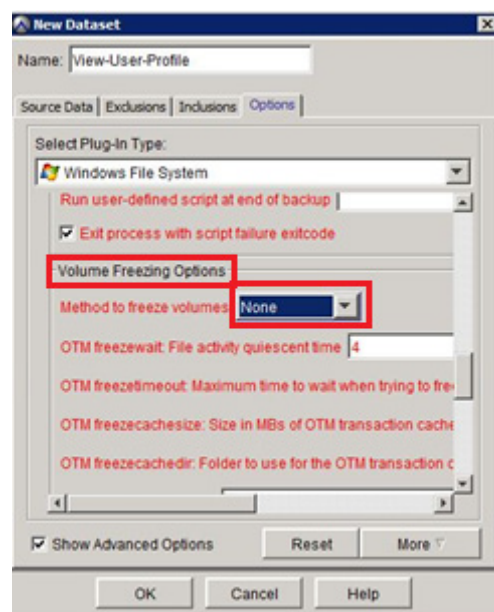 New Dataset
Name: View-User-Profile
Source Data Exclusions Inclusions Options
Select Plug-In Type:
Windows File System
Run user-defined script at end of backup
Exit process with script failure exitcode
Volume Freezing Options
Method to freeze volumes None
OTM freezewait: File activity quiescent time 4
OTM freezetimeout: Maximum time to wait when trying to fre
OTM freezecachesize: Size in MBs of OTM transaction cache
OTM freezecachedir: Folder to use for the OTM transaction c
Show Advanced Options Reset More
OK Cancel Help